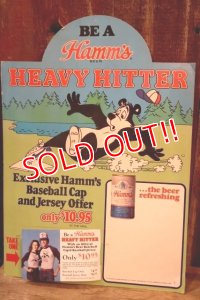 BE A
Hamm's
BEER
HEAVY HITTER
SOLD OUT!!
Exclusive Hamm's
Baseball Cap
and Jersey Offer
only $10.95
Hamm's
...the beer
refreshing
TAKE ONE
Be a Hamm's
HEAVY HITTER
$10.95